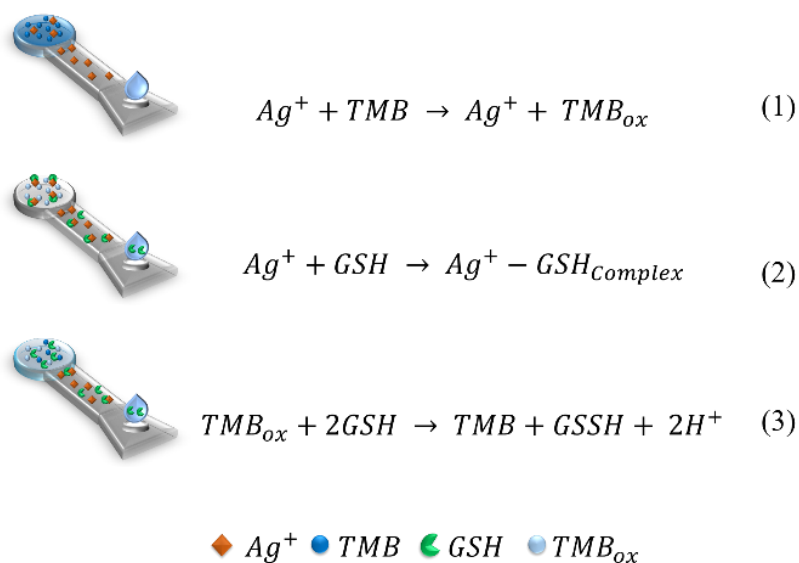 Ag⁺ + TMB → Ag⁺ + TMB_ox (1)
Ag⁺ + GSH → Ag⁺ − GSH_Complex (2)
TMB_ox + 2GSH → TMB + GSSH + 2H⁺ (3)
Ag⁺ TMB GSH TMB_ox